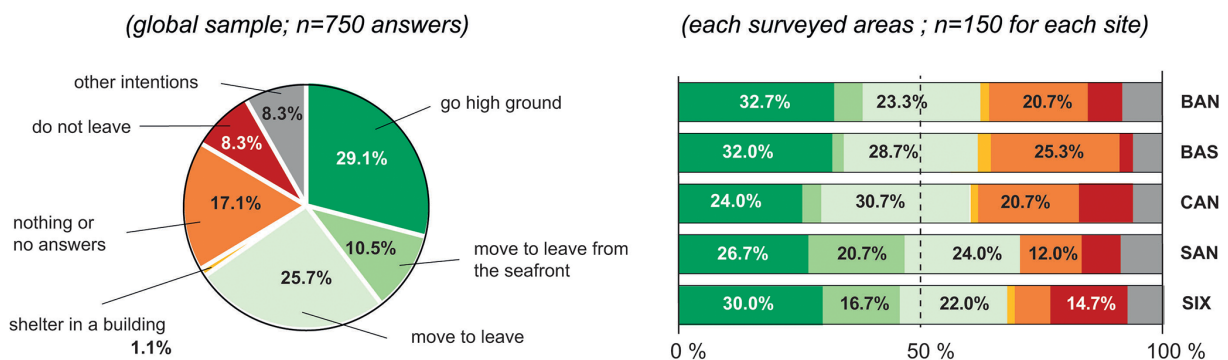 (global sample; n=750 answers)
other intentions
8.3%
do not leave
8.3%
go high ground
29.1%
nothing or
no answers
17.1%
10.5%
move to leave from
the seafront
25.7%
shelter in a building
1.1%
move to leave
(each surveyed areas ; n=150 for each site)
32.7% 23.3% 20.7% BAN
32.0% 28.7% 25.3% BAS
24.0% 30.7% 20.7% CAN
26.7% 20.7% 24.0% 12.0% SAN
30.0% 16.7% 22.0% 14.7% SIX
0 % 50 % 100 %